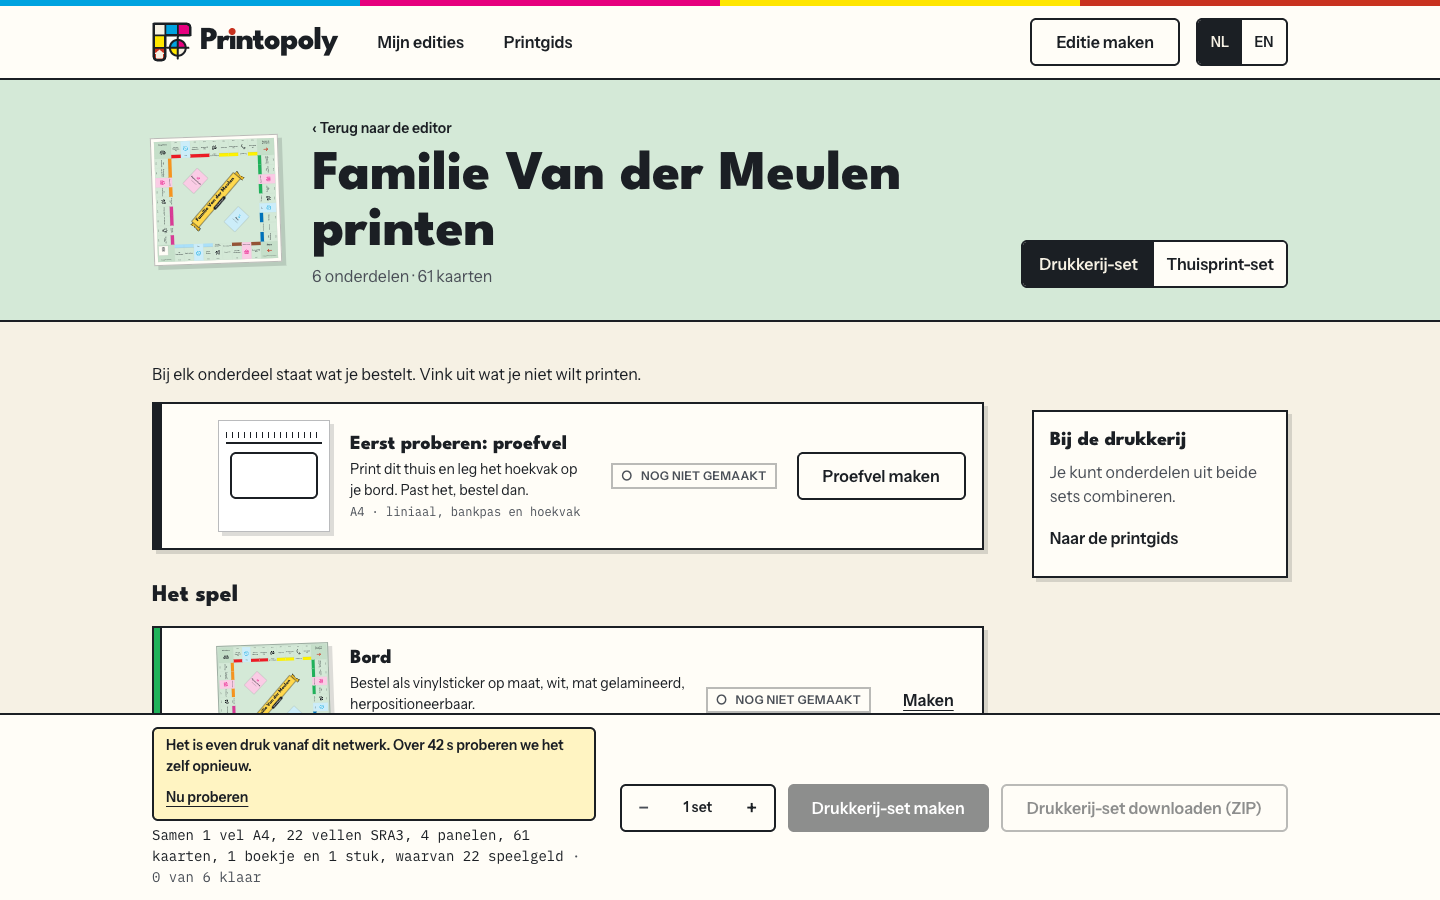 Printopoly
Mijn edities
Printgids
Editie maken
NL
EN
‹ Terug naar de editor
Familie Van der Meulen
printen
6 onderdelen · 61 kaarten
Drukkerij-set
Thuisprint-set
Familie Van der Meulen
Bij elk onderdeel staat wat je bestelt. Vink uit wat je niet wilt printen.
Eerst proberen: proefvel
Print dit thuis en leg het hoekvak op
je bord. Past het, bestel dan.
A4 · liniaal, bankpas en hoekvak
NOG NIET GEMAAKT
Proefvel maken
Bij de drukkerij
Je kunt onderdelen uit beide
sets combineren.
Naar de printgids
Het spel
Bord
Bestel als vinylsticker op maat, wit, mat gelamineerd,
herpositioneerbaar.
NOG NIET GEMAAKT
Maken
Het is even druk vanaf dit netwerk. Over 42 s proberen we het
zelf opnieuw.
Nu proberen
Samen 1 vel A4, 22 vellen SRA3, 4 panelen, 61
kaarten, 1 boekje en 1 stuk, waarvan 22 speelgeld ·
0 van 6 klaar
− 1 set +
Drukkerij-set maken
Drukkerij-set downloaden (ZIP)